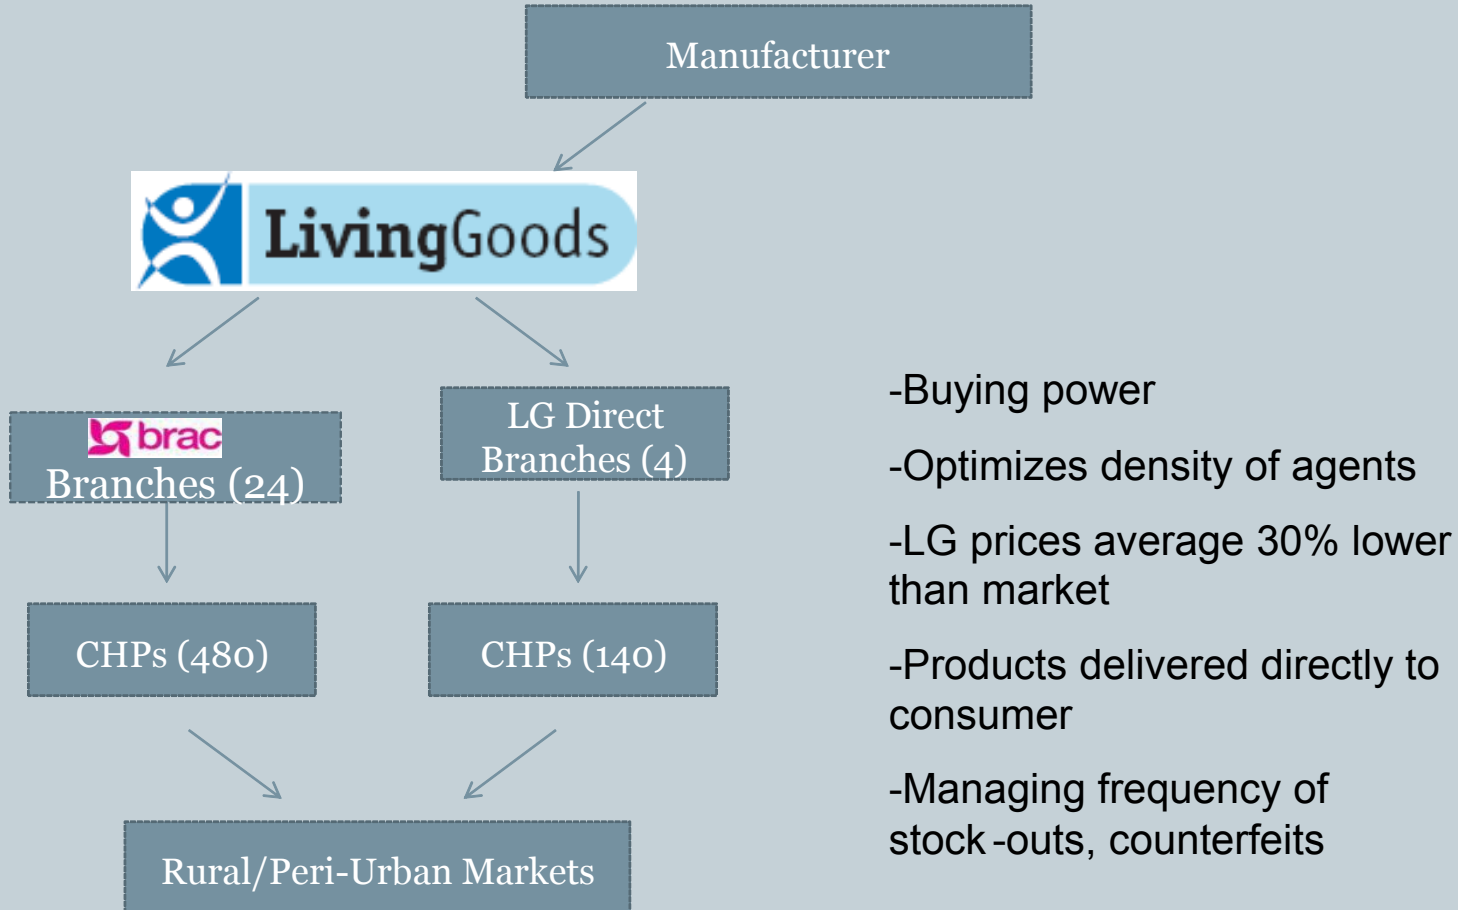 Manufacturer
LivingGoods
brac
Branches (24)
LG Direct
Branches (4)
CHPs (480)
CHPs (140)
Rural/Peri-Urban Markets
-Buying power
-Optimizes density of agents
-LG prices average 30% lower
than market
-Products delivered directly to
consumer
-Managing frequency of
stock-outs, counterfeits